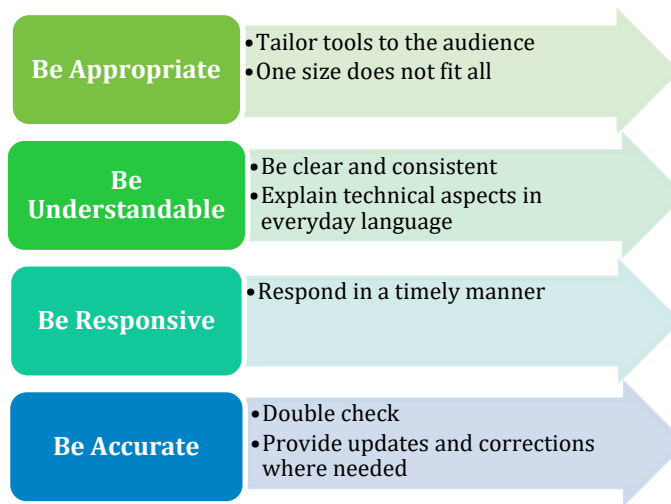 Be Appropriate
•Tailor tools to the audience
•One size does not fit all
Be
Understandable
•Be clear and consistent
•Explain technical aspects in
everyday language
Be Responsive
•Respond in a timely manner
Be Accurate
•Double check
•Provide updates and corrections
where needed